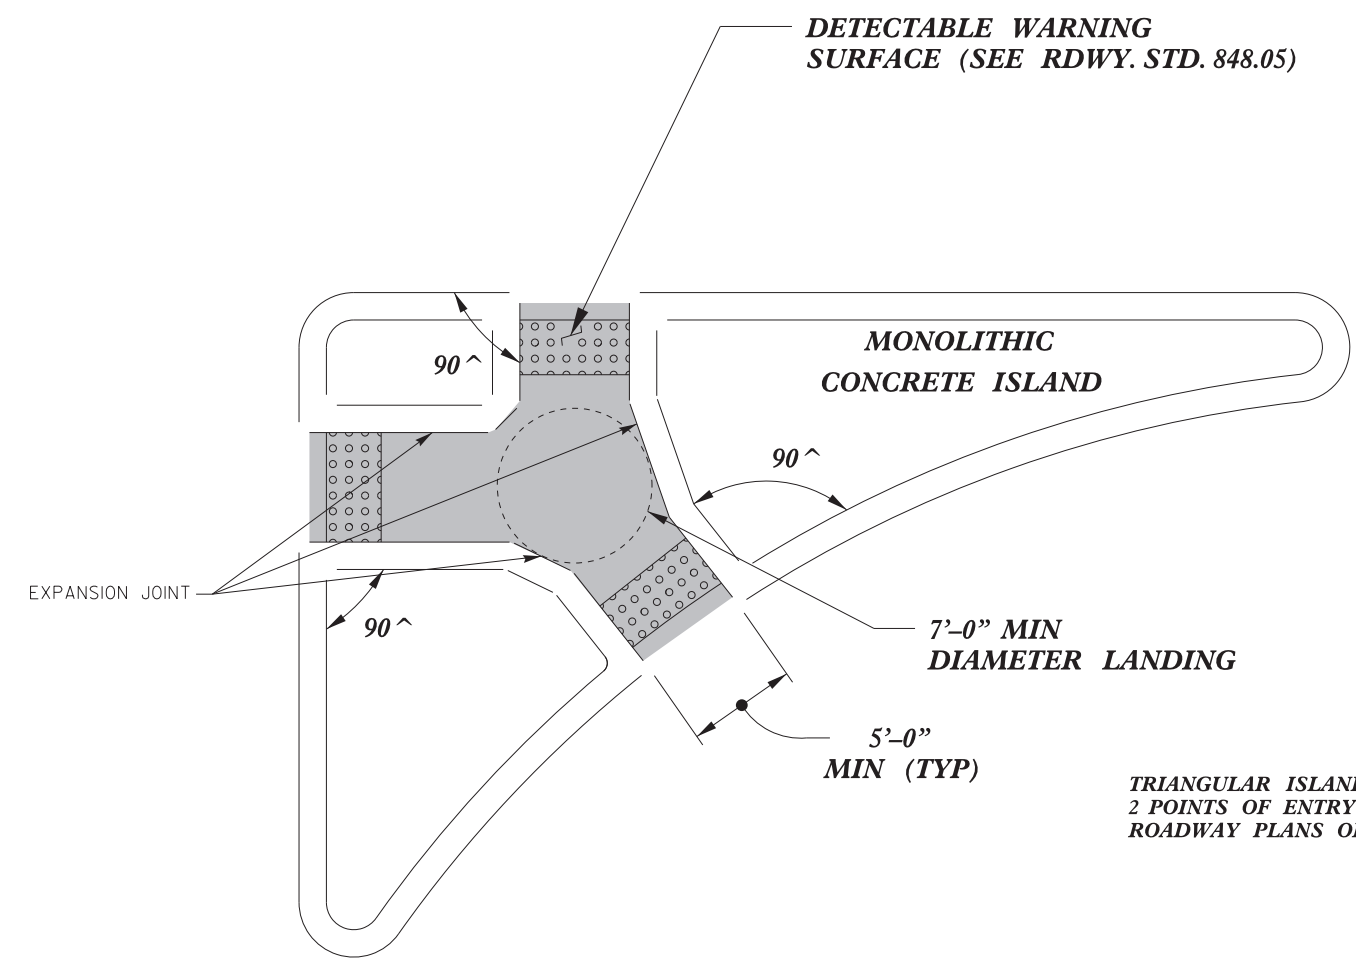 DETECTABLE WARNING
SURFACE (SEE RDWY. STD. 848.05)
MONOLITHIC
CONCRETE ISLAND
90^
90^
EXPANSION JOINT
90^
7'–0" MIN
DIAMETER LANDING
5'–0"
MIN (TYP)
TRIANGULAR
2 POINTS OF ENTRY
ROADWAY PLANS